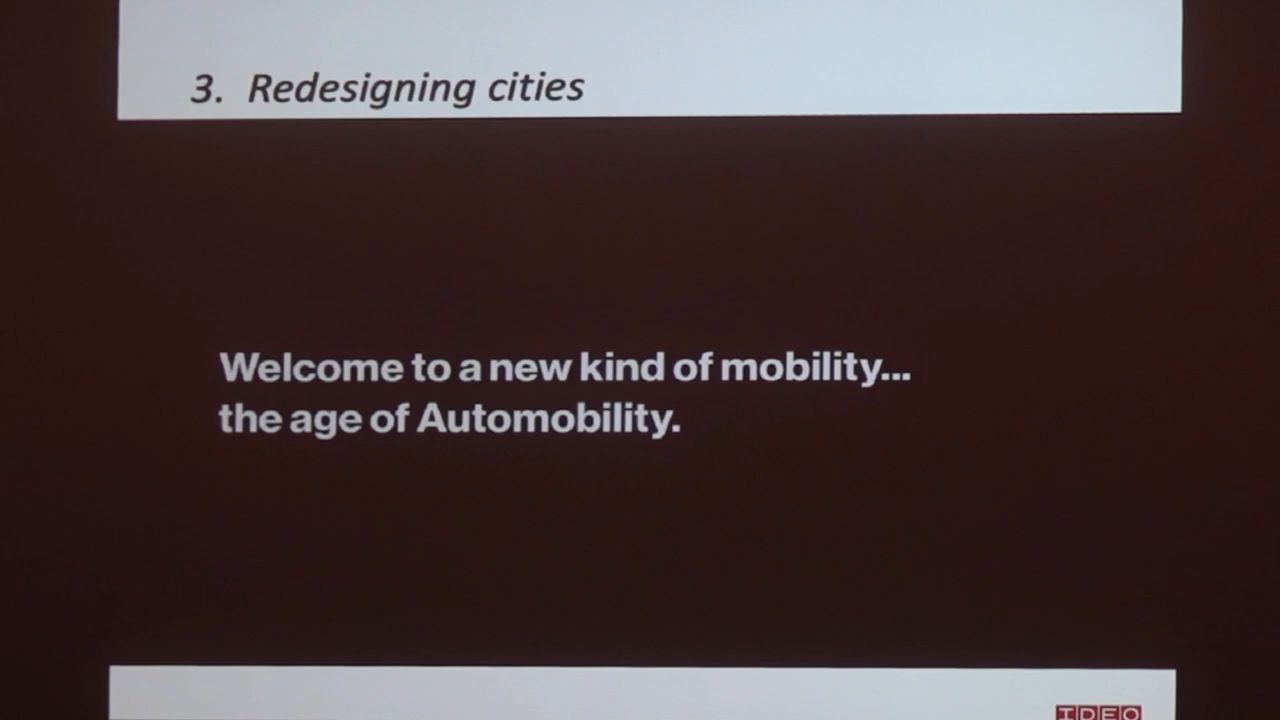 3. Redesigning cities
Welcome to a new kind of mobility...
the age of Automobility.
IDEO